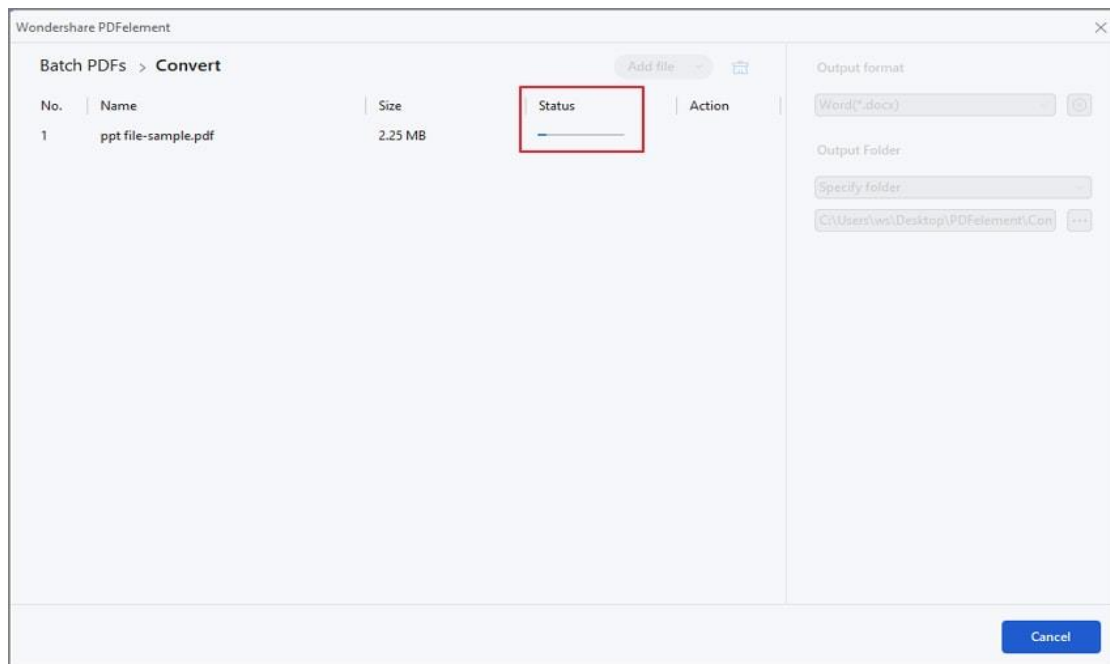 Wondershare PDFelement
Batch PDFs > Convert
Add file
No. Name Size Status Action
1 ppt file-sample.pdf 2.25 MB
Output format
Word(*.docx)
Output Folder
Specify folder
C:\Users\ws\Desktop\PDFelement\Con
Cancel